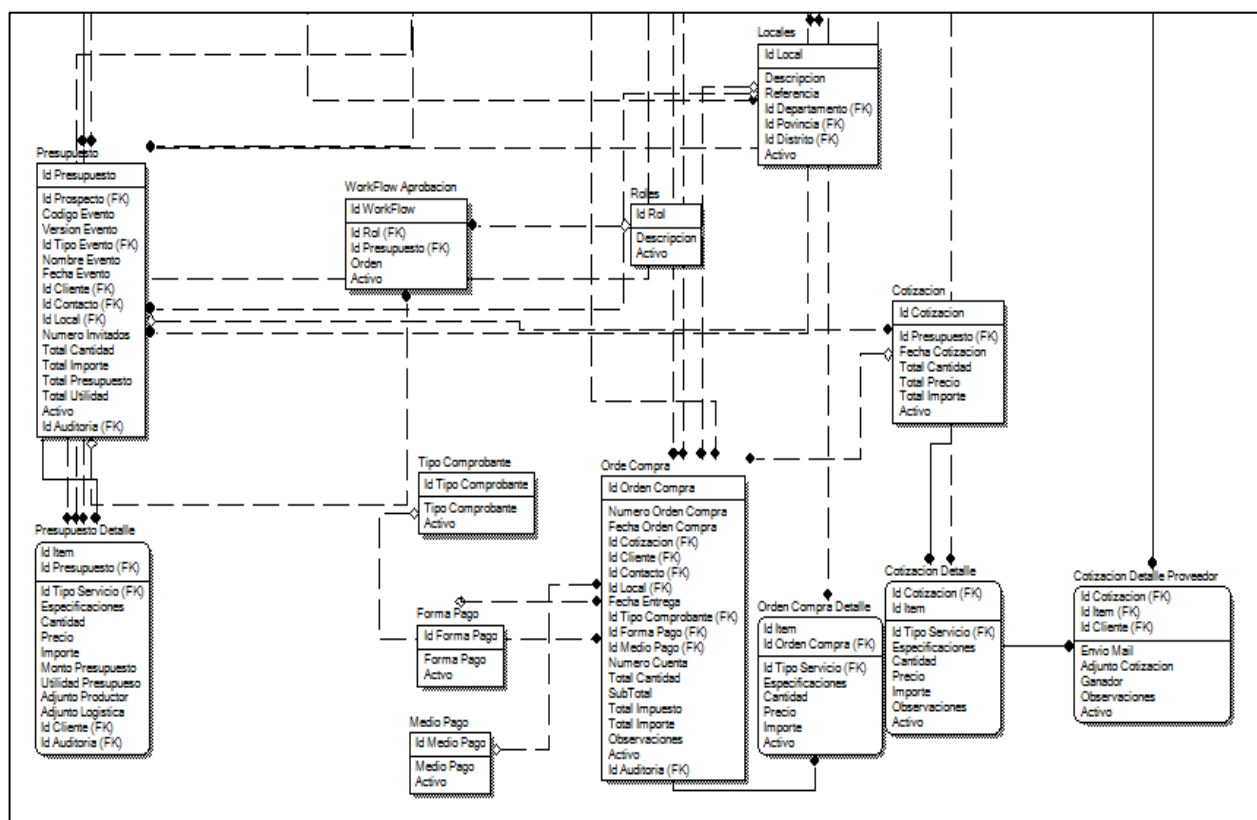 Locales
Id Local
Descripcion
Referencia
Id Departamento (FK)
Id Povincia (FK)
Id Distrito (FK)
Activo
Presupuesto
Id Presupuesto
Id Prospecto (FK)
Codigo Evento
Version Evento
Id Tipo Evento (FK)
Nombre Evento
Fecha Evento
Id Cliente (FK)
Id Contacto (FK)
Id Local (FK)
Numero Invitados
Total Cantidad
Total Importe
Total Presupuesto
Total Utilidad
Activo
Id Auditoria (FK)
WorkFlow Aprobacion
Id WorkFlow
Id Rol (FK)
Id Presupuesto (FK)
Orden
Activo
Roles
Id Rol
Descripcion
Activo
Cotizacion
Id Cotizacion
Id Presupuesto (FK)
Fecha Cotizacion
Total Cantidad
Total Precio
Total Importe
Activo
Tipo Comprobante
Id Tipo Comprobante
Tipo Comprobante
Activo
Orde Compra
Id Orden Compra
Numero Orden Compra
Fecha Orden Compra
Id Cotizacion (FK)
Id Cliente (FK)
Id Contacto (FK)
Id Local (FK)
Fecha Entrega
Id Tipo Comprobante (FK)
Id Forma Pago (FK)
Id Medio Pago (FK)
Numero Cuenta
Total Cantidad
SubTotal
Total Impuesto
Total Importe
Observaciones
Activo
Id Auditoria (FK)
Presupuesto Detalle
Id Item
Id Presupuesto (FK)
Id Tipo Servicio (FK)
Especificaciones
Cantidad
Precio
Importe
Monto Presupuesto
Utilidad Presupueso
Adjunto Productor
Adjunto Logistica
Id Cliente (FK)
Id Auditoria (FK)
Forma Pago
Id Forma Pago
Forma Pago
Activo
Medio Pago
Id Medio Pago
Medio Pago
Activo
Orden Compra Detalle
Id Item
Id Orden Compra (FK)
Id Tipo Servicio (FK)
Especificaciones
Cantidad
Precio
Importe
Activo
Cotizacion Detalle
Id Cotizacion (FK)
Id Item
Id Tipo Servicio (FK)
Especificaciones
Cantidad
Precio
Importe
Observaciones
Activo
Cotizacion Detalle Proveedor
Id Cotizacion (FK)
Id Item (FK)
Id Cliente (FK)
Envio Mail
Adjunto Cotizacion
Ganador
Observaciones
Activo